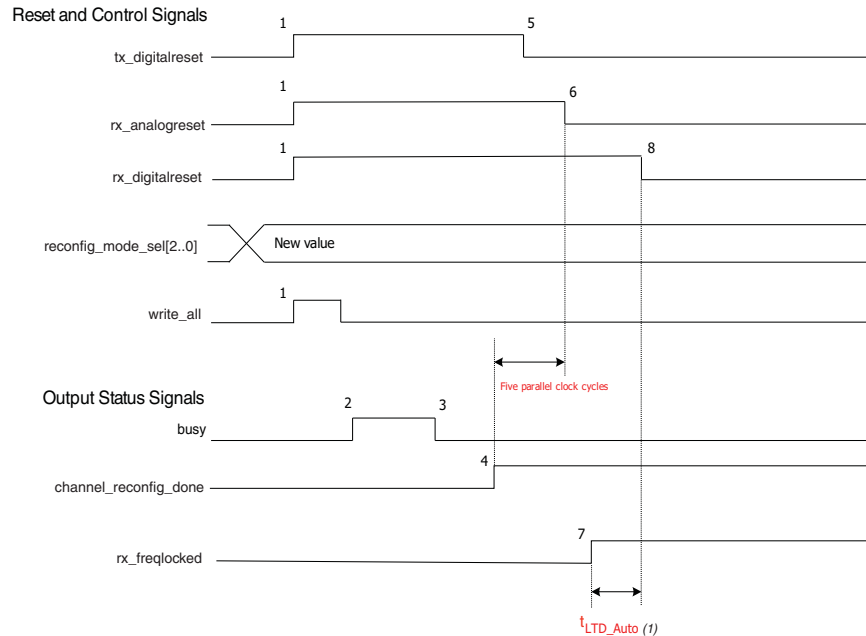 Reset and Control Signals
1
5
tx_digitalreset
1
6
rx_analogreset
1
8
rx_digitalreset
reconfig_mode_sel[2..0]
New value
1
write_all
Five parallel clock cycles
Output Status Signals
2
3
busy
4
channel_reconfig_done
7
rx_freqlocked
tLTD_Auto (1)